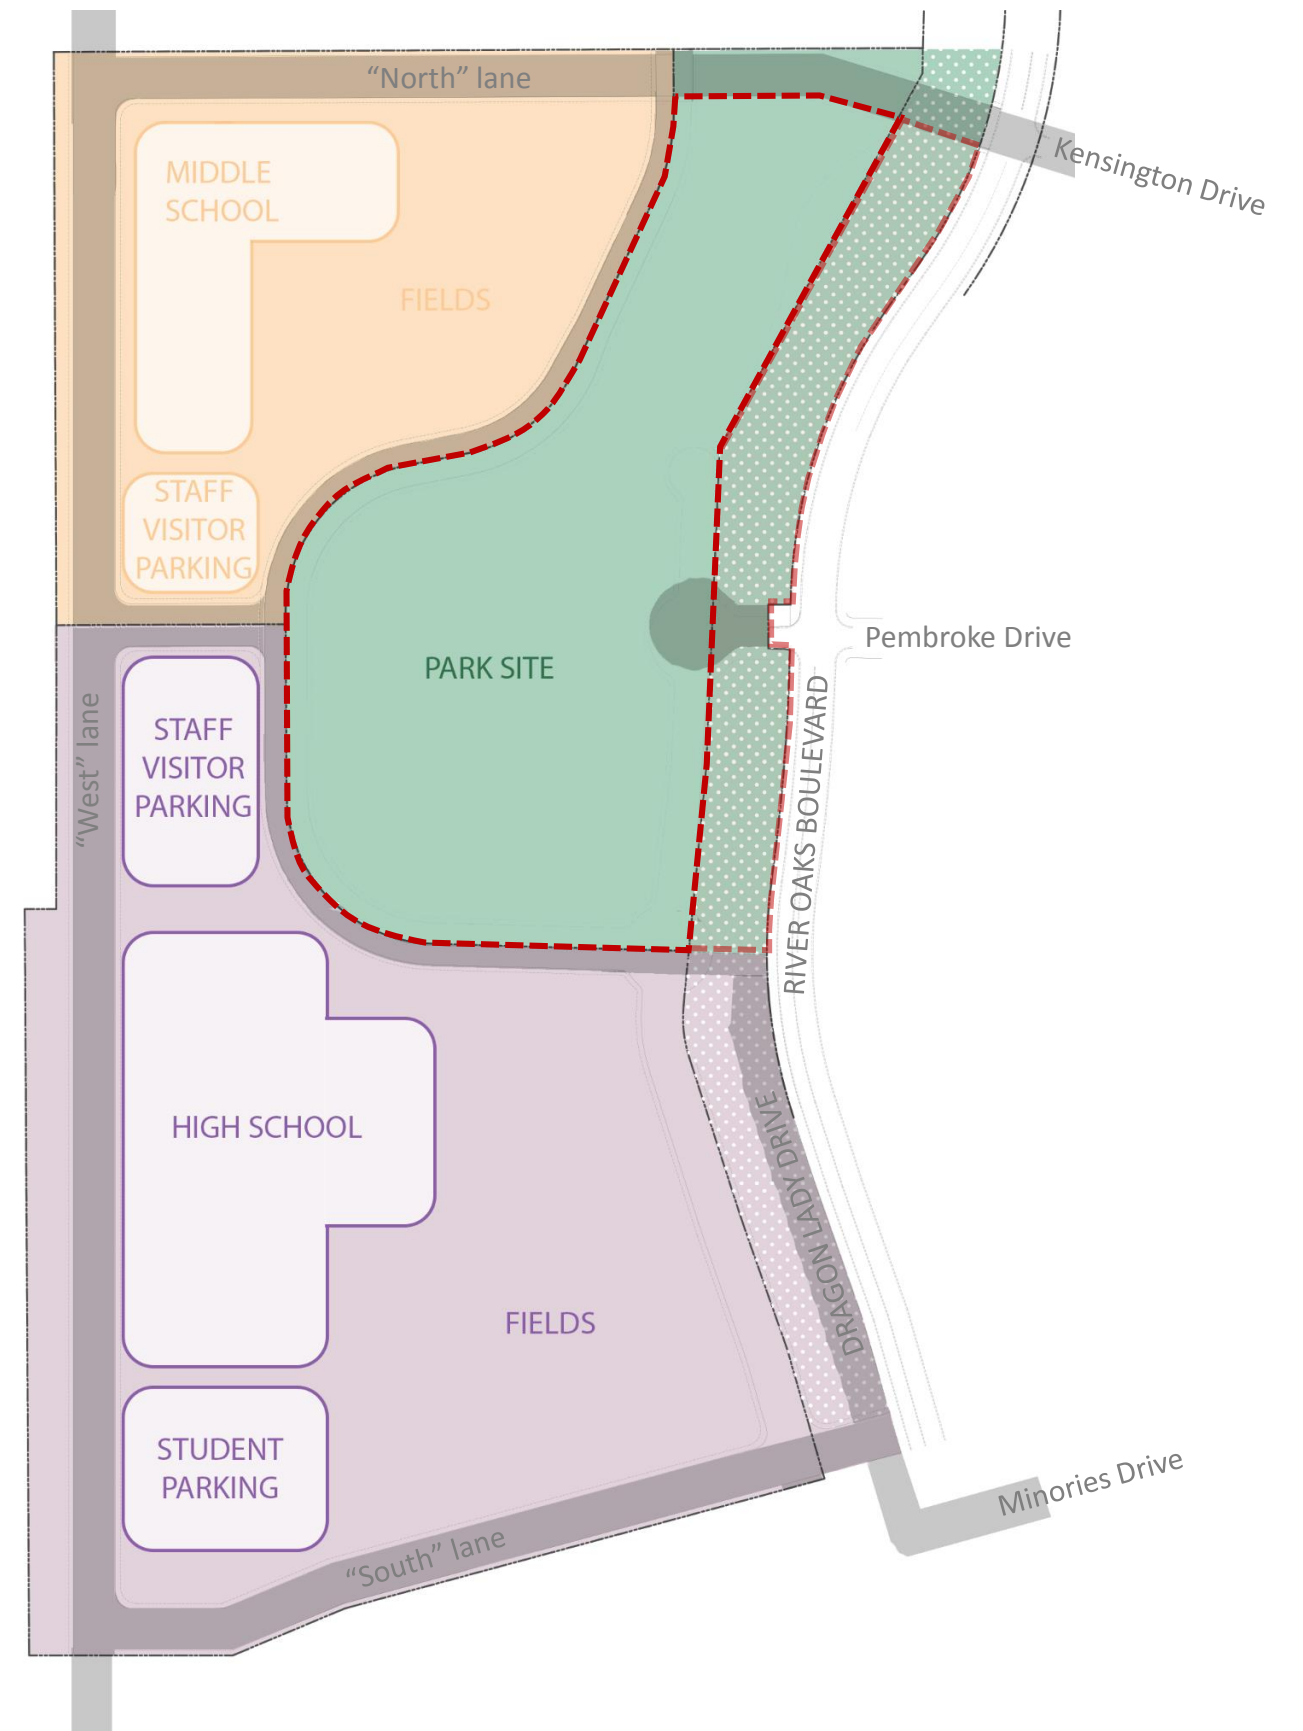 “North” lane
Kensington Drive
MIDDLE
SCHOOL
FIELDS
STAFF
VISITOR
PARKING
Pembroke Drive
PARK SITE
RIVER OAKS BOULEVARD
“West” lane
STAFF
VISITOR
PARKING
HIGH SCHOOL
DRAGON LADY DRIVE
FIELDS
STUDENT
PARKING
Minories Drive
“South” lane